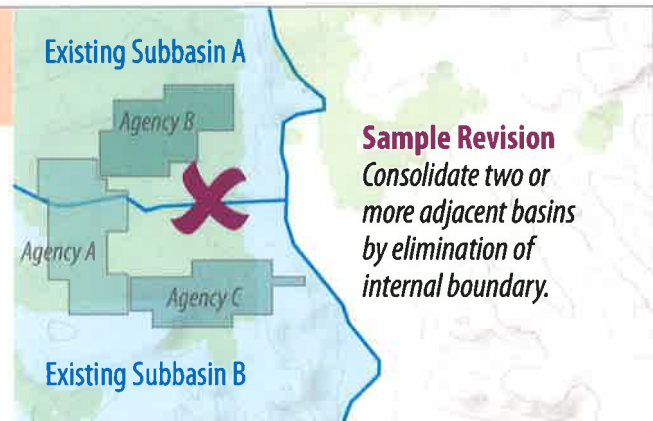 Existing Subbasin A
Agency B
Sample Revision
Consolidate two or
more adjacent basins
by elimination of
internal boundary.
Agency A
Agency C
Existing Subbasin B